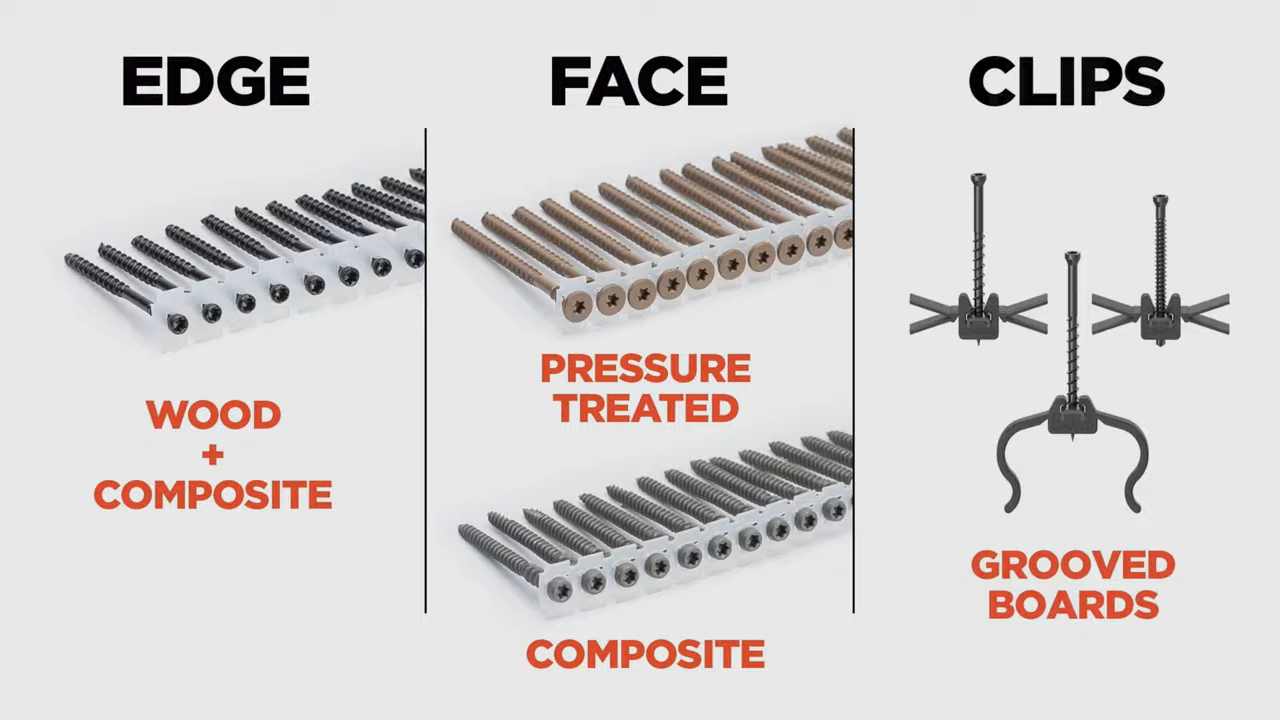 EDGE
WOOD
+
COMPOSITE
FACE
PRESSURE
TREATED
COMPOSITE
CLIPS
GROOVED
BOARDS